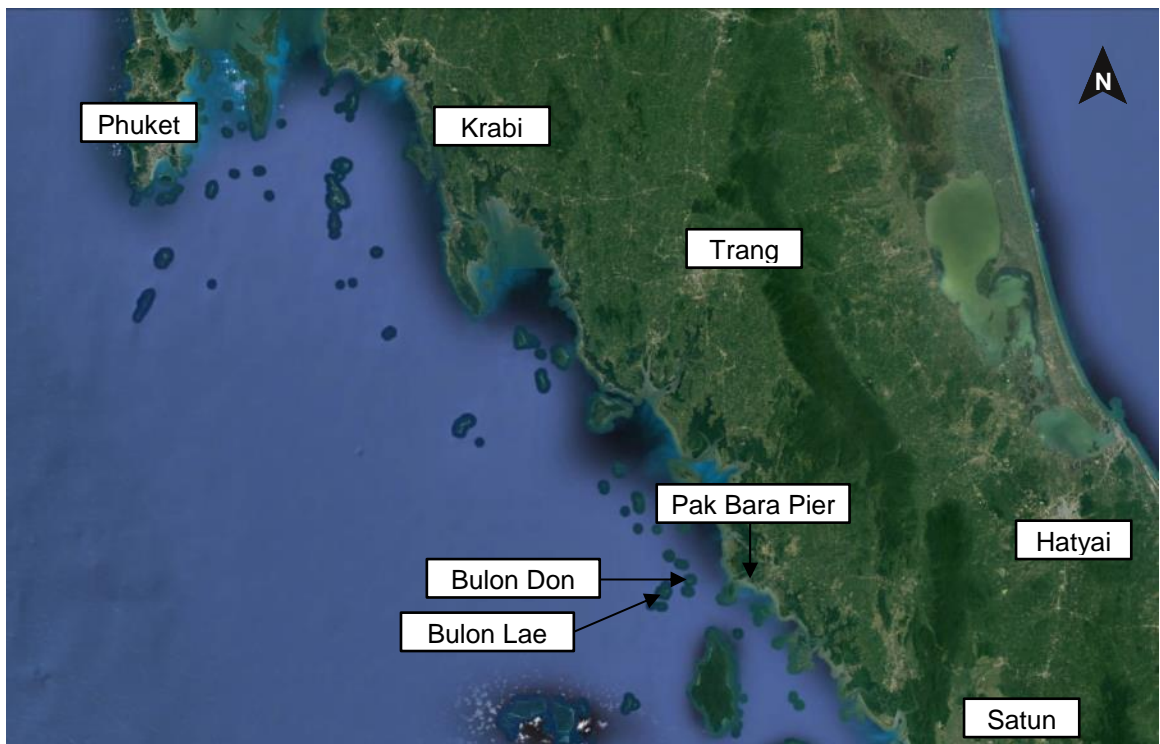 N
Phuket
Krabi
Trang
Pak Bara Pier
Hatyai
Bulon Don
Bulon Lae
Satun